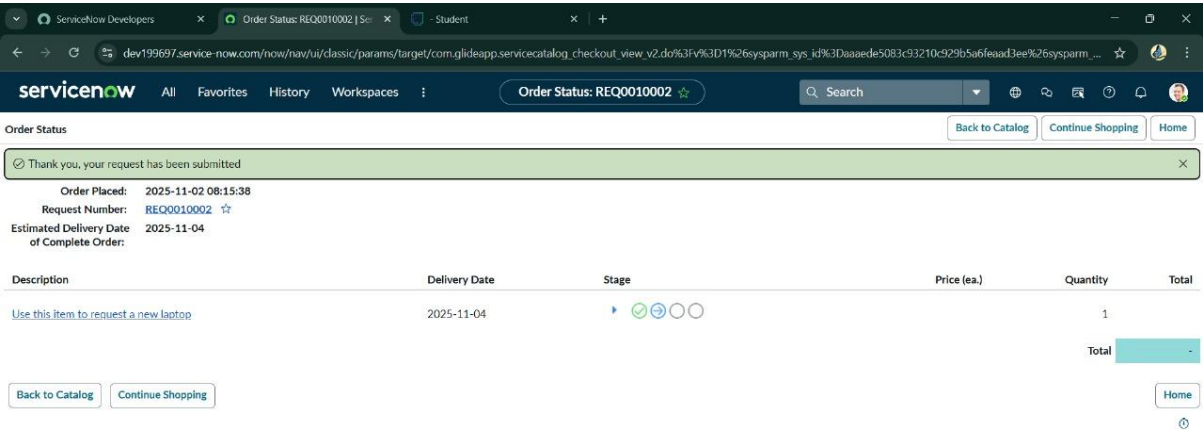 ServiceNow Developers
Order Status: REQ0010002 | Ser
- Student
dev199697.service-now.com/now/nav/ui/classic/params/target/com.glideapp.servicecatalog_checkout_view_v2.do%3Fv%3D1%26sysparm_sys_id%3Daaaede5083c93210c929b5a6feaad3ee%26sysparm_...
servicenow All Favorites History Workspaces Order Status: REQ0010002 Search
Order Status Back to Catalog Continue Shopping Home
Thank you, your request has been submitted
Order Placed: 2025-11-02 08:15:38
Request Number: REQ0010002
Estimated Delivery Date 2025-11-04
of Complete Order:
Description Delivery Date Stage Price (ea.) Quantity Total
Use this item to request a new laptop 2025-11-04 1
Total -
Back to Catalog Continue Shopping Home